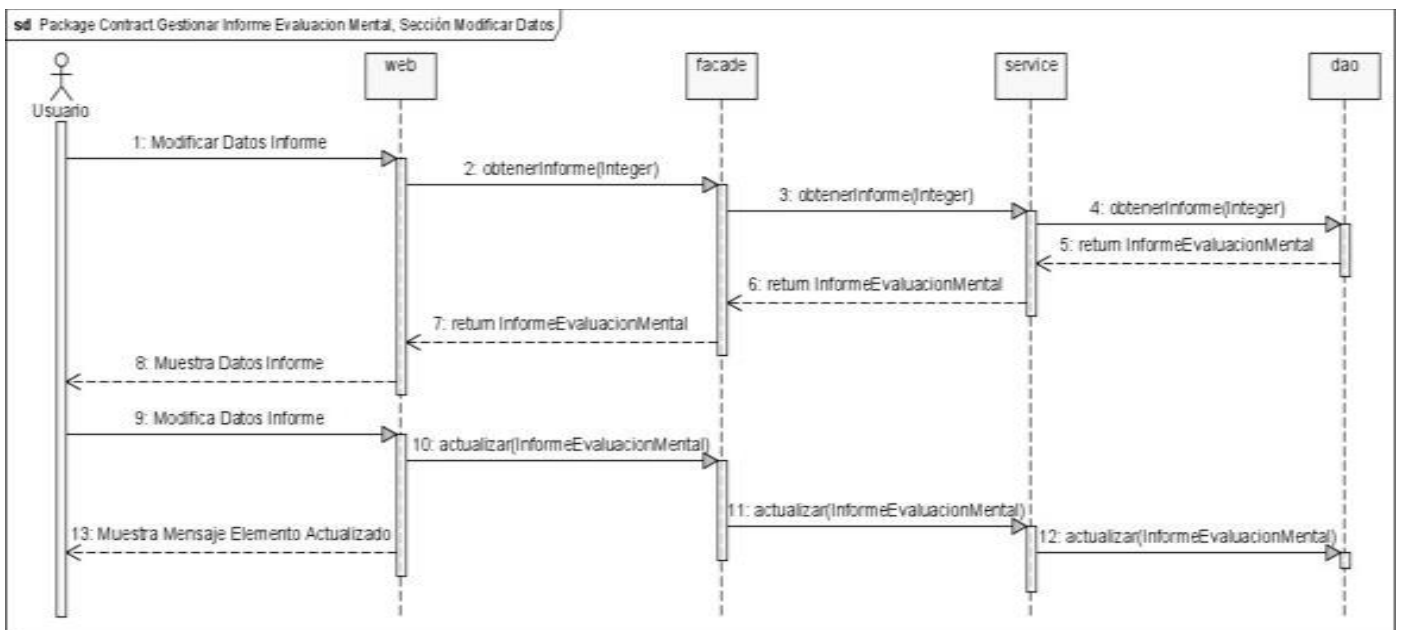 sd Package Contract Gestionar Informe Evaluacion Mental, Sección Modificar Datos
Usuario
web
facade
service
dao
1: Modificar Datos Informe
2: obtenerInforme(Integer)
3: obtenerInforme(Integer)
4: obtenerInforme(Integer)
5: return InformeEvaluacionMental
6: return InformeEvaluacionMental
7: return InformeEvaluacionMental
8: Muestra Datos Informe
9: Modifica Datos Informe
10: actualizar(InformeEvaluacionMental)
11: actualizar(InformeEvaluacionMental)
12: actualizar(InformeEvaluacionMental)
13: Muestra Mensaje Elemento Actualizado